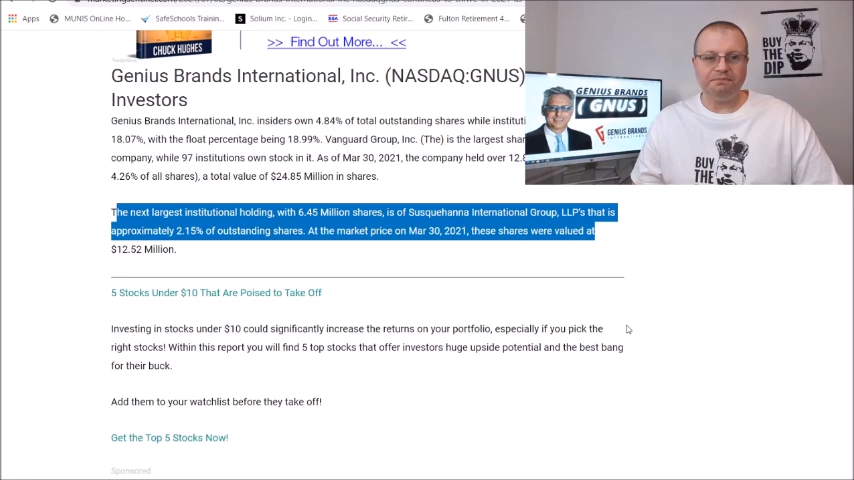 Apps
MUNIS OnLine Ho...
SafeSchools Trainin...
Solium Inc. - Login...
Social Security Retir...
Fulton Retirement 4...
CHUCK HUGHES
>> Find Out More... <<
Genius Brands International, Inc. (NASDAQ:GNUS)
Investors
Genius Brands International, Inc. insiders own 4.84% of total outstanding shares while instituti
18.07%, with the float percentage being 18.99%. Vanguard Group, Inc. (The) is the largest shar
company, while 97 institutions own stock in it. As of Mar 30, 2021, the company held over 12.8
4.26% of all shares), a total value of $24.85 Million in shares.
The next largest institutional holding, with 6.45 Million shares, is of Susquehanna International Group, LLP's that is
approximately 2.15% of outstanding shares. At the market price on Mar 30, 2021, these shares were valued at
$12.52 Million.
5 Stocks Under $10 That Are Poised to Take Off
Investing in stocks under $10 could significantly increase the returns on your portfolio, especially if you pick the
right stocks! Within this report you will find 5 top stocks that offer investors huge upside potential and the best bang
for their buck.
Add them to your watchlist before they take off!
Get the Top 5 Stocks Now!
Sponsored
GENIUS BRANDS
(GNUS)
GENIUS BRANDS
BUY
THE
DIP
BUY
THE